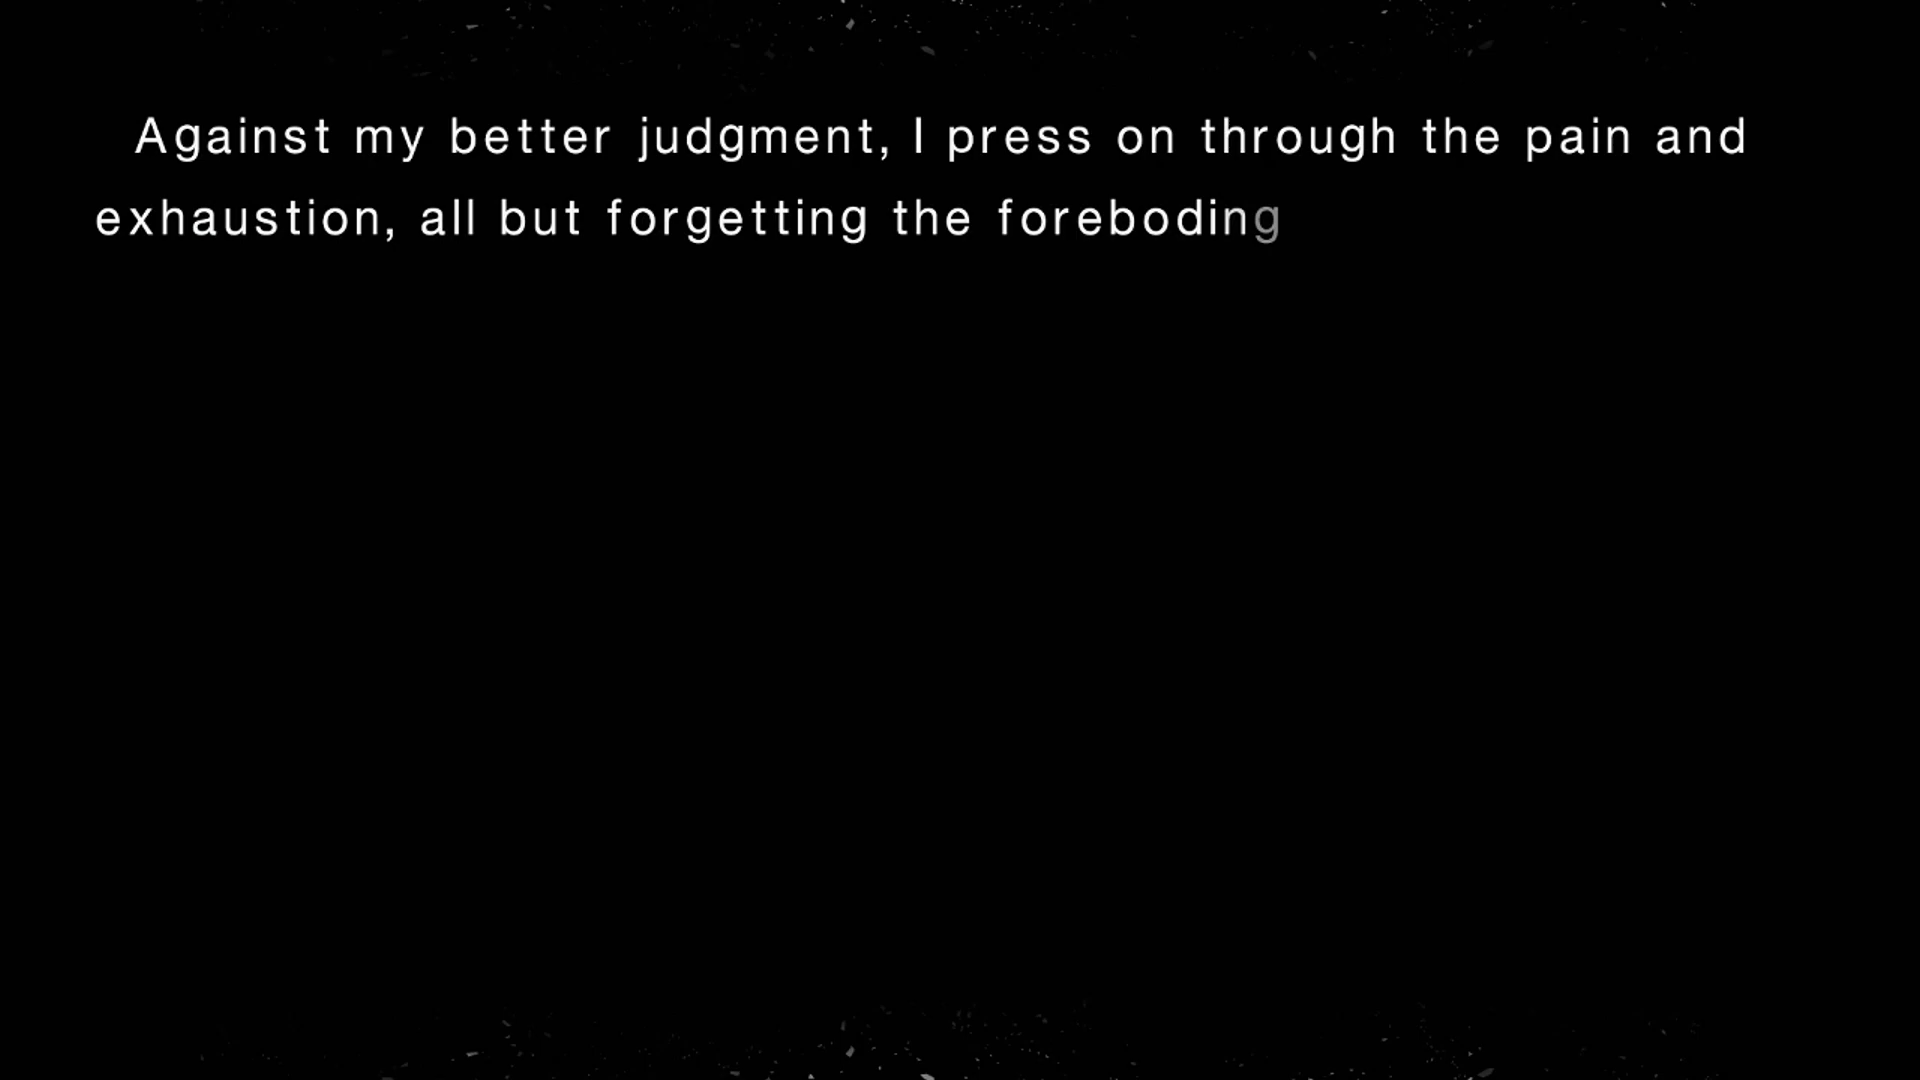 Against my better judgment, I press on through the pain and
exhaustion, all but forgetting the foreboding